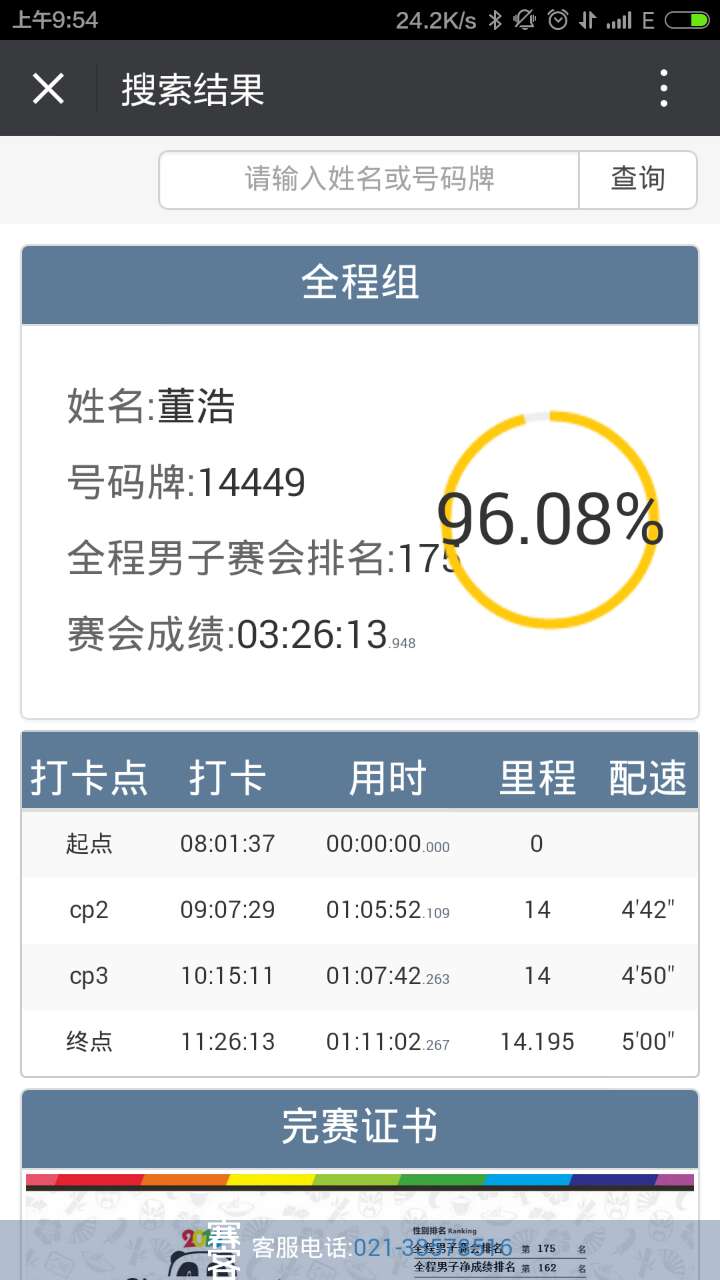 上午9:54 24.2K/s E
搜索结果
请输入姓名或号码牌 查询
全程组
姓名:董浩
号码牌:14449
96.08%
全程男子赛会排名:175
赛会成绩:03:26:13.948
打卡点 打卡 用时 里程 配速
起点 08:01:37 00:00:00.000 0
cp2 09:07:29 01:05:52.109 14 4'42"
cp3 10:15:11 01:07:42.263 14 4'50"
终点 11:26:13 01:11:02.267 14.195 5'00"
完赛证书
性别排名 Ranking
赛客
客服电话:021-39578516
全程男子赛会排名 第 175 名
全程男子净成绩排名 第 162 名